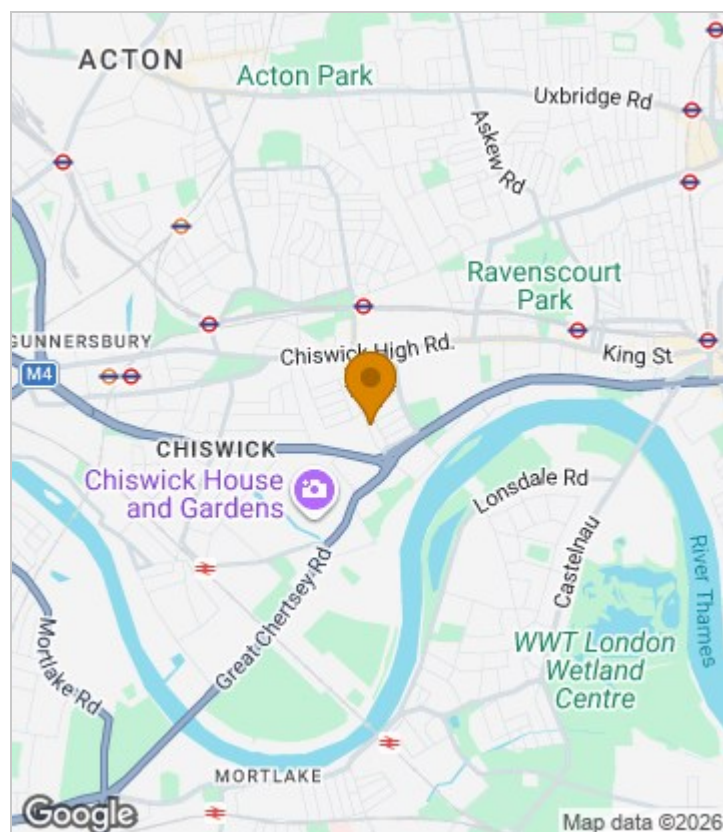 ACTON
Acton Park
Uxbridge Rd
Askew Rd
Ravenscourt
Park
GUNNERSBURY
Chiswick High Rd.
King St
M4
CHISWICK
Chiswick House
and Gardens
Lonsdale Rd
Castelnau
River Thames
Great Chertsey Rd
Mortlake Rd
WWT London
Wetland
Centre
MORTLAKE
Google
Map data ©2026